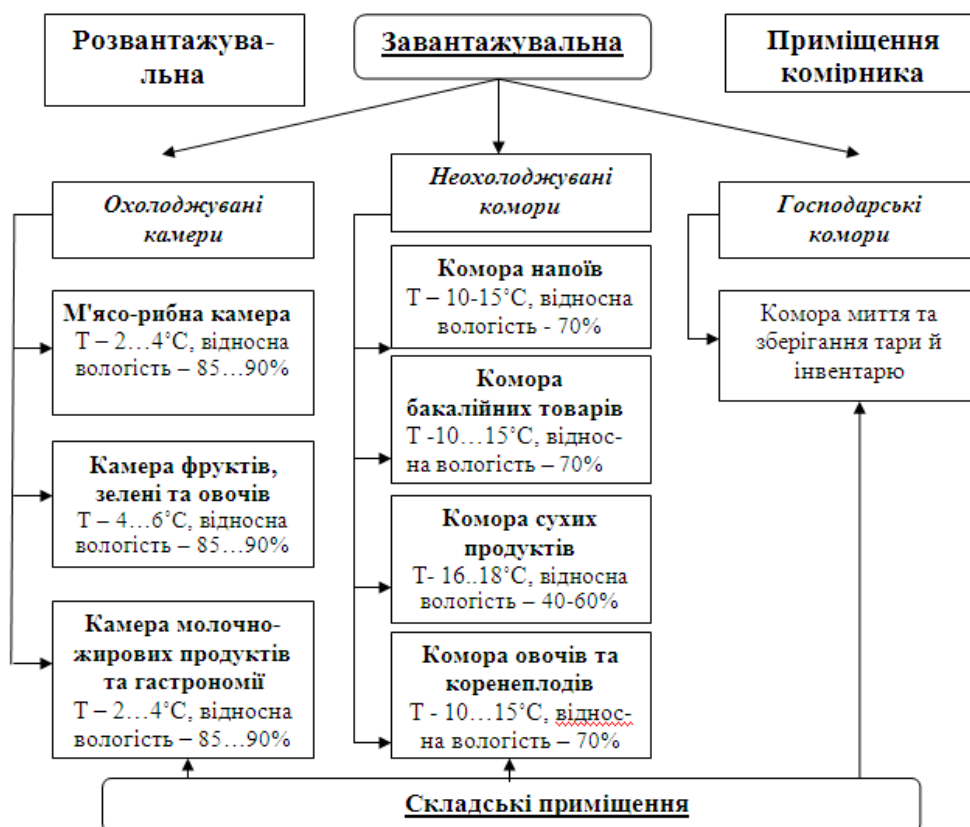 Розвантажува-
льна
Завантажувальна
Приміщення
комірника
Охолоджувані
камери
Неохолоджувані
комори
Господарські
комори
М'ясо-рибна камера
Т – 2…4˚С, відносна
вологість – 85…90%
Камера фруктів,
зелені та овочів
Т – 4…6˚С, відносна
вологість – 85…90%
Камера молочно-
жирових продуктів
та гастрономії
Т – 2…4˚С, відносна
вологість – 85…90%
Комора напоїв
Т – 10-15˚С, відносна
вологість - 70%
Комора
бакалійних товарів
Т -10…15˚С, віднос-
на вологість – 70%
Комора сухих
продуктів
Т- 16..18˚С, відносна
вологість – 40-60%
Комора овочів та
коренеплодів
Т - 10…15˚С, віднос-
на вологість – 70%
Комора миття та
зберігання тари й
інвентарю
Складські приміщення